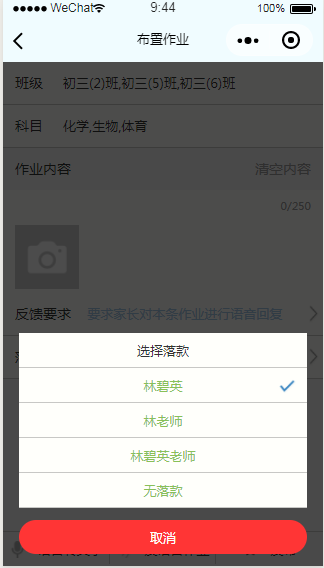 WeChat 9:44 100%
布置作业
班级 初三(2)班,初三(5)班,初三(6)班
科目 化学,生物,体育
作业内容 清空内容
0/250
反馈要求 要求家长对本条作业进行语音回复
选择落款
林碧英
林老师
林碧英老师
无落款
取消